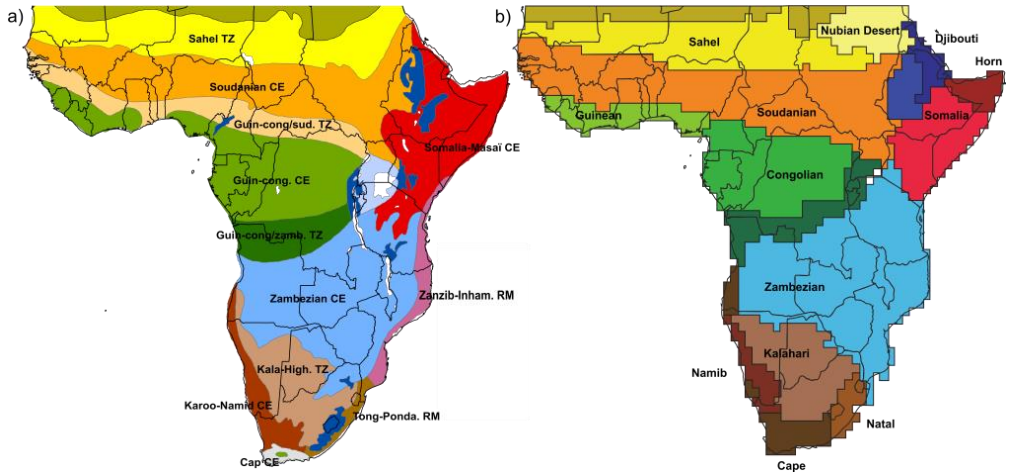 a)
Sahel TZ
Soudanian CE
Guin-cong/sud. TZ
Somalia-Masaï CE
Guin-cong. CE
Guin-cong/zamb. TZ
Zambezian CE
Zanzib-Inham. RM
Kala-High. TZ
Karoo-Namid CE
Tong-Ponda. RM
Cap CE
b)
Nubian Desert
Djibouti
Sahel
Horn
Guinean
Soudanian
Somalia
Congolian
Zambezian
Kalahari
Namib
Natal
Cape